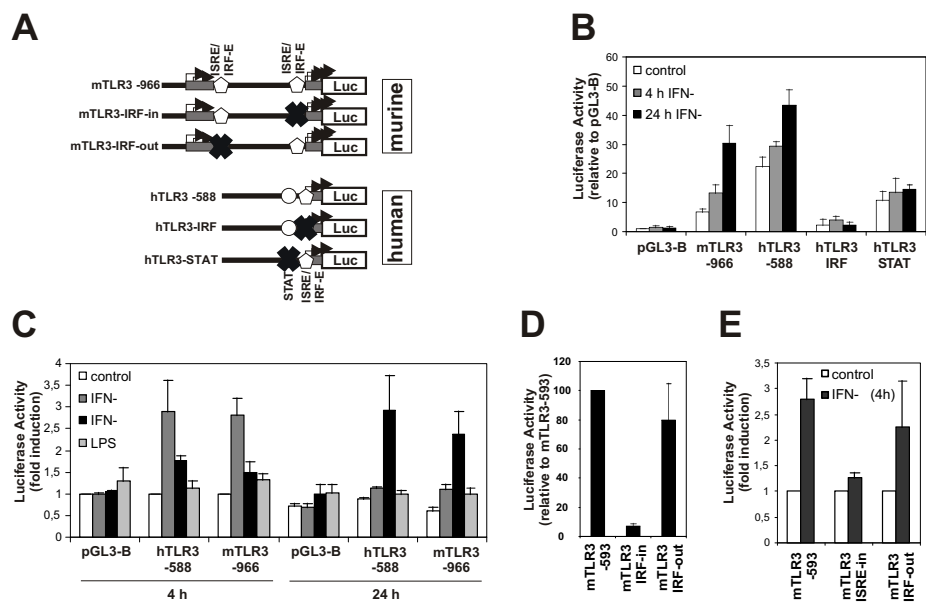 A
ISRE/
IRF-E
ISRE/
IRF-E
mTLR3 -966
Luc
mTLR3-IRF-in
Luc
mTLR3-IRF-out
Luc
murine
hTLR3 -588
Luc
hTLR3-IRF
Luc
hTLR3-STAT
Luc
human
STAT
ISRE/
IRF-E
B
Luciferase Activity
(relative to pGL3-B)
60
50
40
30
20
10
0
control
4 h IFN-
24 h IFN-
pGL3-B
mTLR3
-966
hTLR3
-588
hTLR3
IRF
hTLR3
STAT
C
Luciferase Activity
(fold induction)
4
3,5
3
2,5
2
1,5
1
0,5
0
control
IFN-
IFN-
LPS
pGL3-B
hTLR3
-588
mTLR3
-966
pGL3-B
hTLR3
-588
mTLR3
-966
4 h
24 h
D
Luciferase Activity
(relative to mTLR3-593)
120
100
80
60
40
20
0
mTLR3
-593
mTLR3
IRF-in
mTLR3
IRF-out
E
Luciferase Activity
(fold induction)
3,5
3
2,5
2
1,5
1
0,5
0
control
IFN- (4h)
mTLR3
-593
mTLR3
ISRE-in
mTLR3
IRF-out